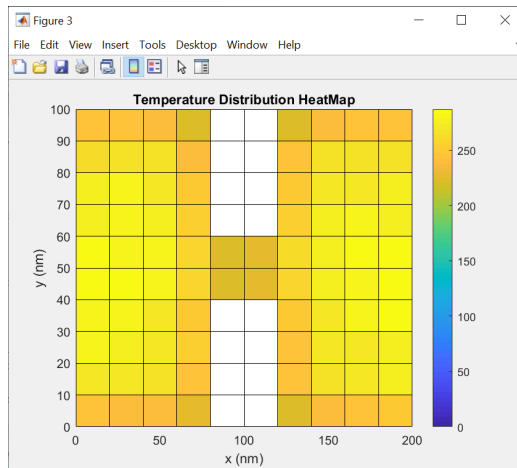 Figure 3
File Edit View Insert Tools Desktop Window Help
Temperature Distribution HeatMap
100
90
80
70
60
50
40
30
20
10
0
y (nm)
0 50 100 150 200
x (nm)
250
200
150
100
50
0